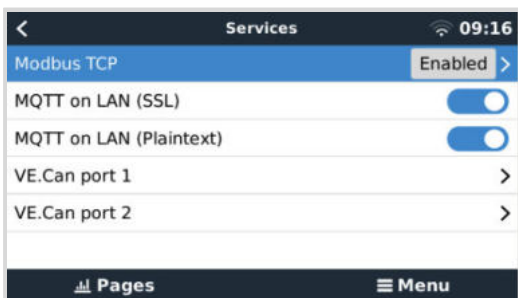 Services 09:16
Modbus TCP Enabled
MQTT on LAN (SSL)
MQTT on LAN (Plaintext)
VE.Can port 1
VE.Can port 2
Pages Menu